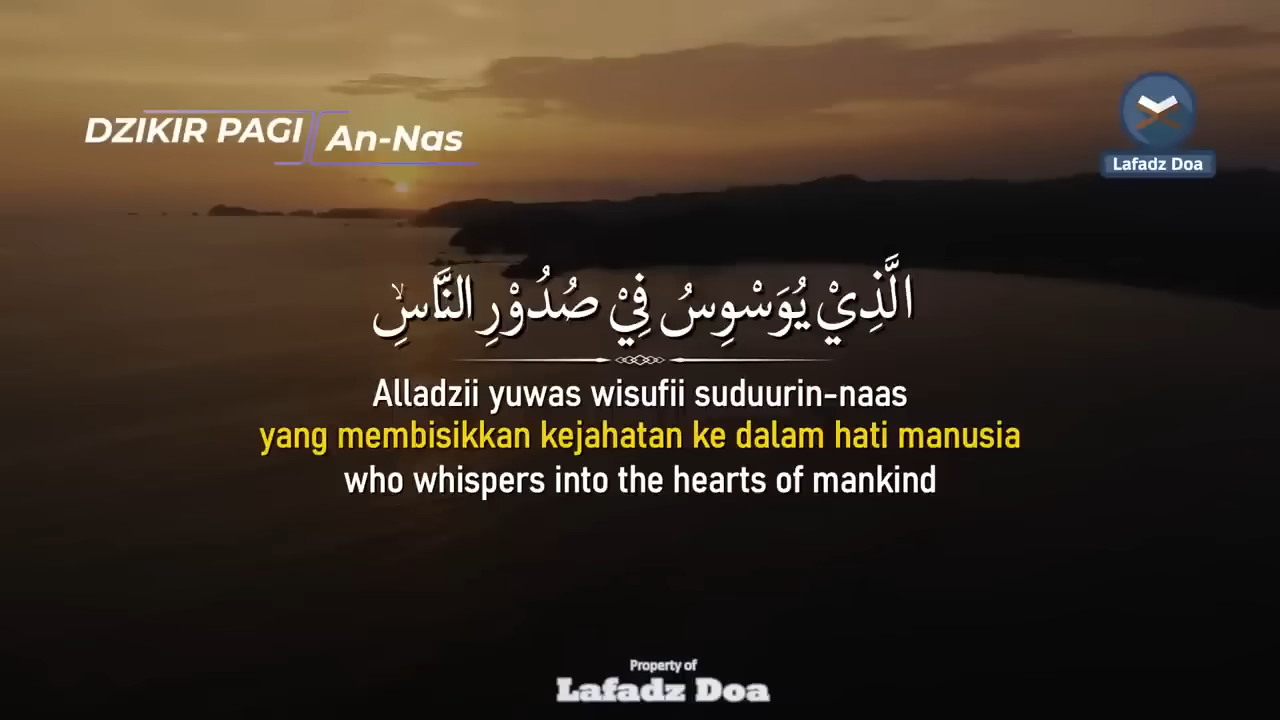 DZIKIR PAGI An-Nas
Lafadz Doa
الَّذِيْ يُوَسْوِسُ فِيْ صُدُوْرِ النَّاسِۙ
Alladzii yuwas wisufii suduurin-naas
yang membisikkan kejahatan ke dalam hati manusia
who whispers into the hearts of mankind
Property of
Lafadz Doa